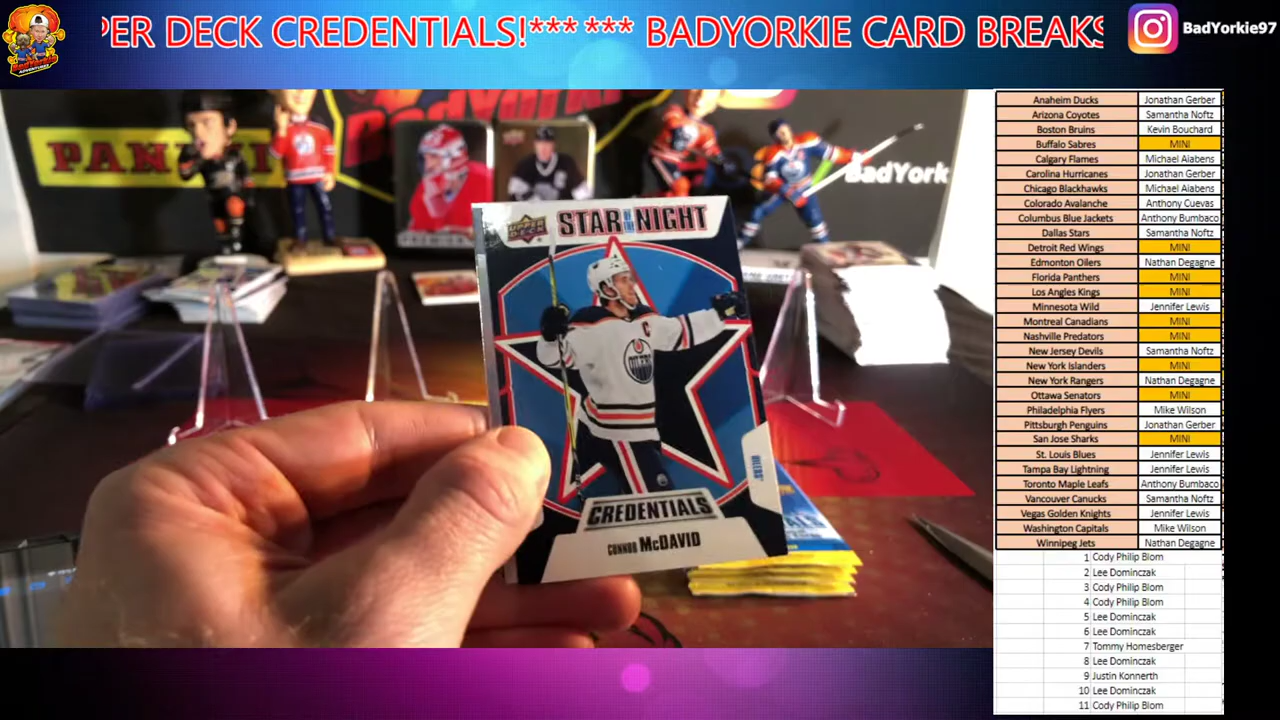 PER DECK CREDENTIALS!*** *** BADYORKIE CARD BREAKS
BadYorkie97
PANINI
BadYork
UPPER DECK
STAR OF THE NIGHT
OILERS
C
OILERS
CREDENTIALS
CONNOR McDAVID
Anaheim Ducks Jonathan Gerber
Arizona Coyotes Samantha Noftz
Boston Bruins Kevin Bouchard
Buffalo Sabres MINI
Calgary Flames Michael Aiabens
Carolina Hurricanes Jonathan Gerber
Chicago Blackhawks Michael Aiabens
Colorado Avalanche Anthony Cuevas
Columbus Blue Jackets Anthony Bumbaco
Dallas Stars Samantha Noftz
Detroit Red Wings MINI
Edmonton Oilers Nathan Degagne
Florida Panthers MINI
Los Angles Kings MINI
Minnesota Wild Jennifer Lewis
Montreal Canadians MINI
Nashville Predators MINI
New Jersey Devils Samantha Noftz
New York Islanders MINI
New York Rangers Nathan Degagne
Ottawa Senators MINI
Philadelphia Flyers Mike Wilson
Pittsburgh Penguins Jonathan Gerber
San Jose Sharks MINI
St. Louis Blues Jennifer Lewis
Tampa Bay Lightning Jennifer Lewis
Toronto Maple Leafs Anthony Bumbaco
Vancouver Canucks Samantha Noftz
Vegas Golden Knights Jennifer Lewis
Washington Capitals Mike Wilson
Winnipeg Jets Nathan Degagne
1 Cody Philip Blom
2 Lee Dominczak
3 Cody Philip Blom
4 Cody Philip Blom
5 Lee Dominczak
6 Lee Dominczak
7 Tommy Homesberger
8 Lee Dominczak
9 Justin Konnerth
10 Lee Dominczak
11 Cody Philip Blom